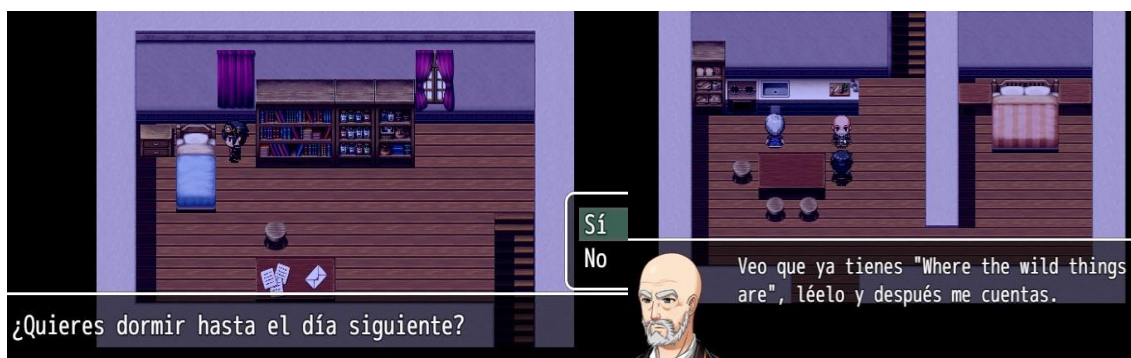 Sí
No
¿Quieres dormir hasta el día siguiente?
Veo que ya tienes "Where the wild things
are", léelo y después me cuentas.